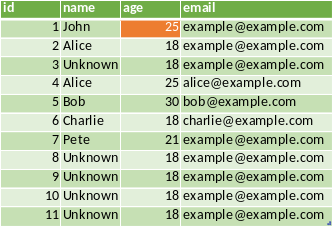 id name age email
1 John 25 example@example.com
2 Alice 18 example@example.com
3 Unknown 18 example@example.com
4 Alice 25 alice@example.com
5 Bob 30 bob@example.com
6 Charlie 18 charlie@example.com
7 Pete 21 example@example.com
8 Unknown 18 example@example.com
9 Unknown 18 example@example.com
10 Unknown 18 example@example.com
11 Unknown 18 example@example.com